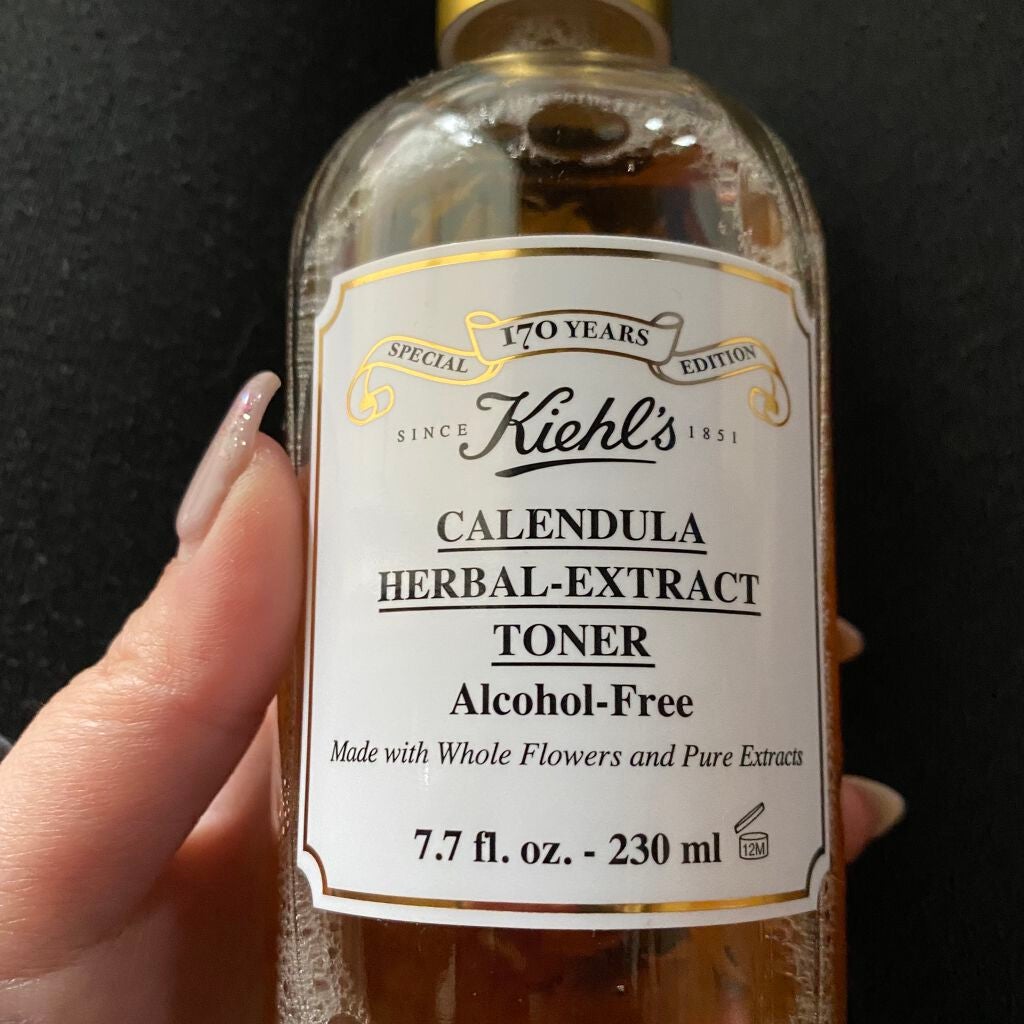 170 YEARS
SPECIAL EDITION
SINCE Kiehl's 1851
CALENDULA
HERBAL-EXTRACT
TONER
Alcohol-Free
Made with Whole Flowers and Pure Extracts
7.7 fl. oz. - 230 ml 12M